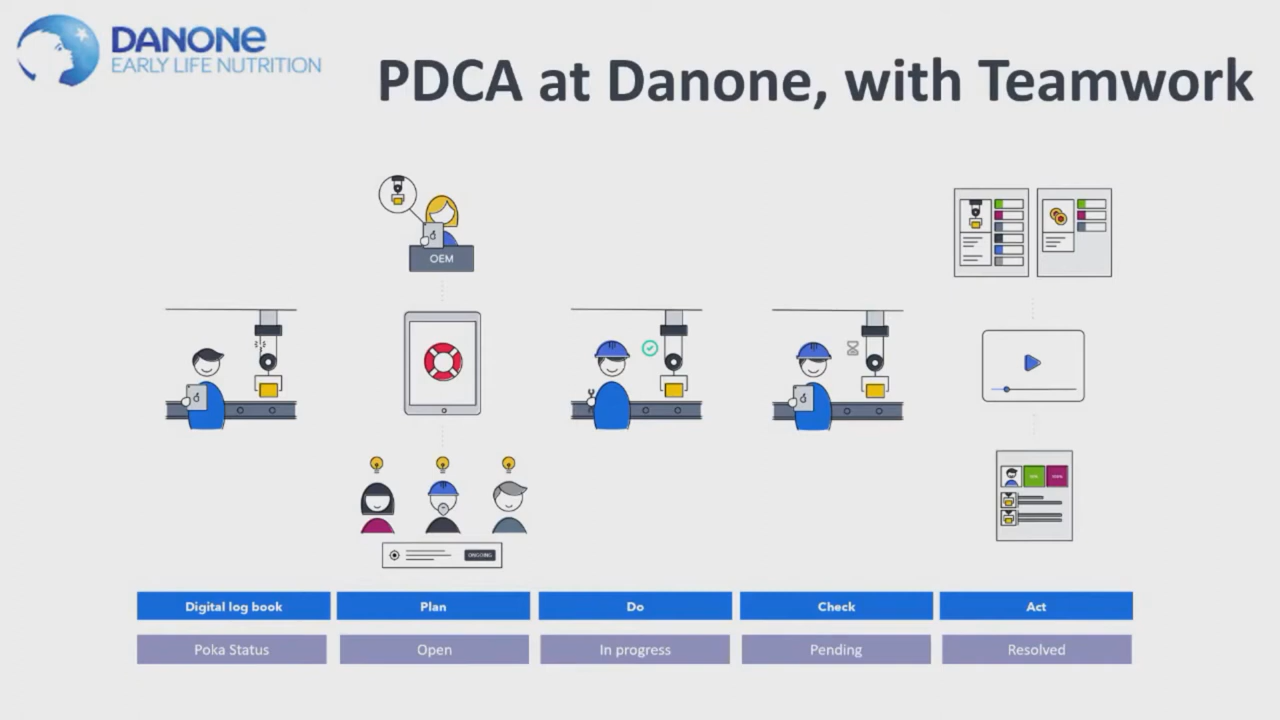 DANONE
EARLY LIFE NUTRITION
PDCA at Danone, with Teamwork
OEM
ONGOING
Digital log book
Plan
Do
Check
Act
Poka Status
Open
In progress
Pending
Resolved